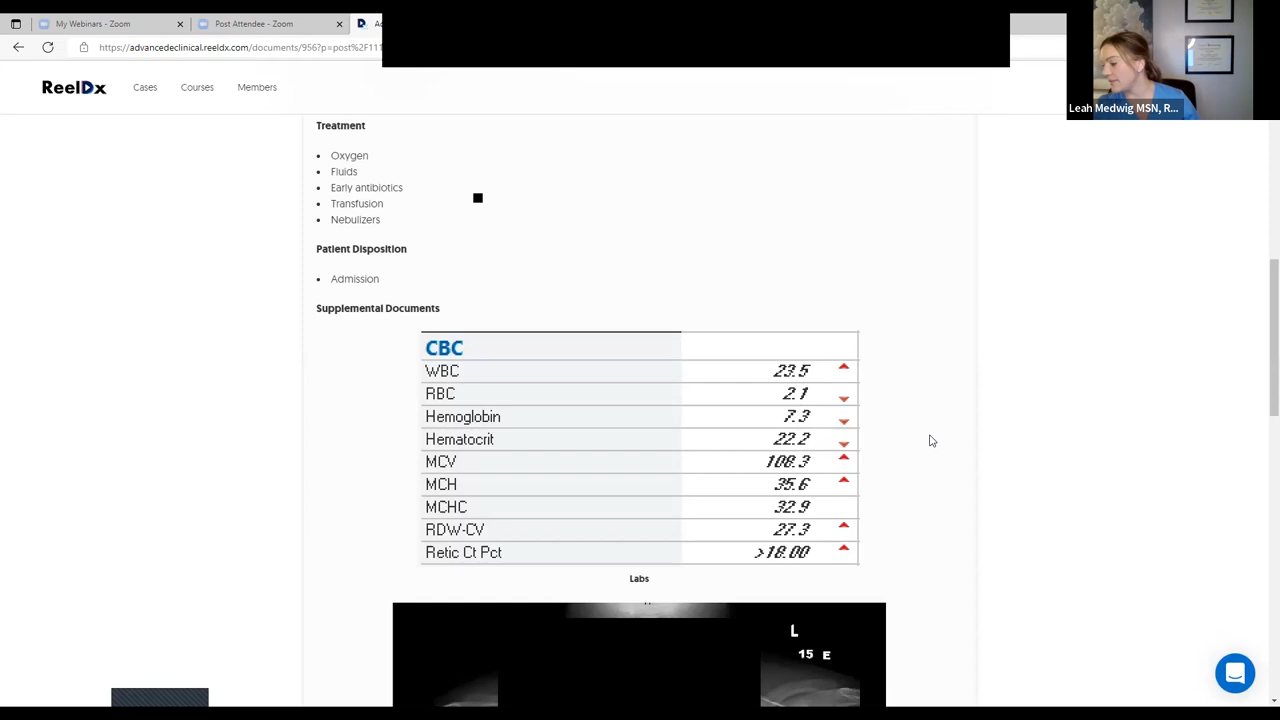 My Webinars - Zoom
Post Attendee - Zoom
https://advancedeclinical.reeldx.com/documents/956?p=post%2F111
Leah Medwig MSN, R...
ReelDx
Cases
Courses
Members
Treatment
• Oxygen
• Fluids
• Early antibiotics
• Transfusion
• Nebulizers
Patient Disposition
• Admission
Supplemental Documents
CBC
WBC 23.5
RBC 2.1
Hemoglobin 7.3
Hematocrit 22.2
MCV 108.3
MCH 35.6
MCHC 32.9
RDW-CV 27.3
Retic Ct Pct >18.00
Labs
L
15 E